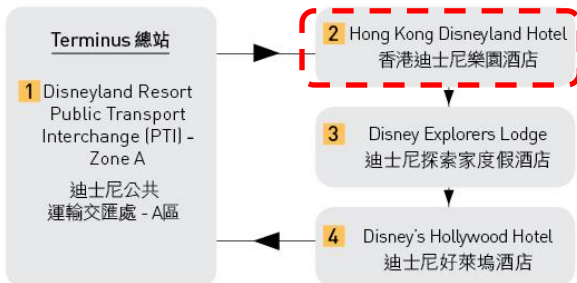 Terminus 總站
1 Disneyland Resort
Public Transport
Interchange (PTI) -
Zone A
迪士尼公共
運輸交匯處 - A區
2 Hong Kong Disneyland Hotel
香港迪士尼樂園酒店
3 Disney Explorers Lodge
迪士尼探索家度假酒店
4 Disney's Hollywood Hotel
迪士尼好萊塢酒店